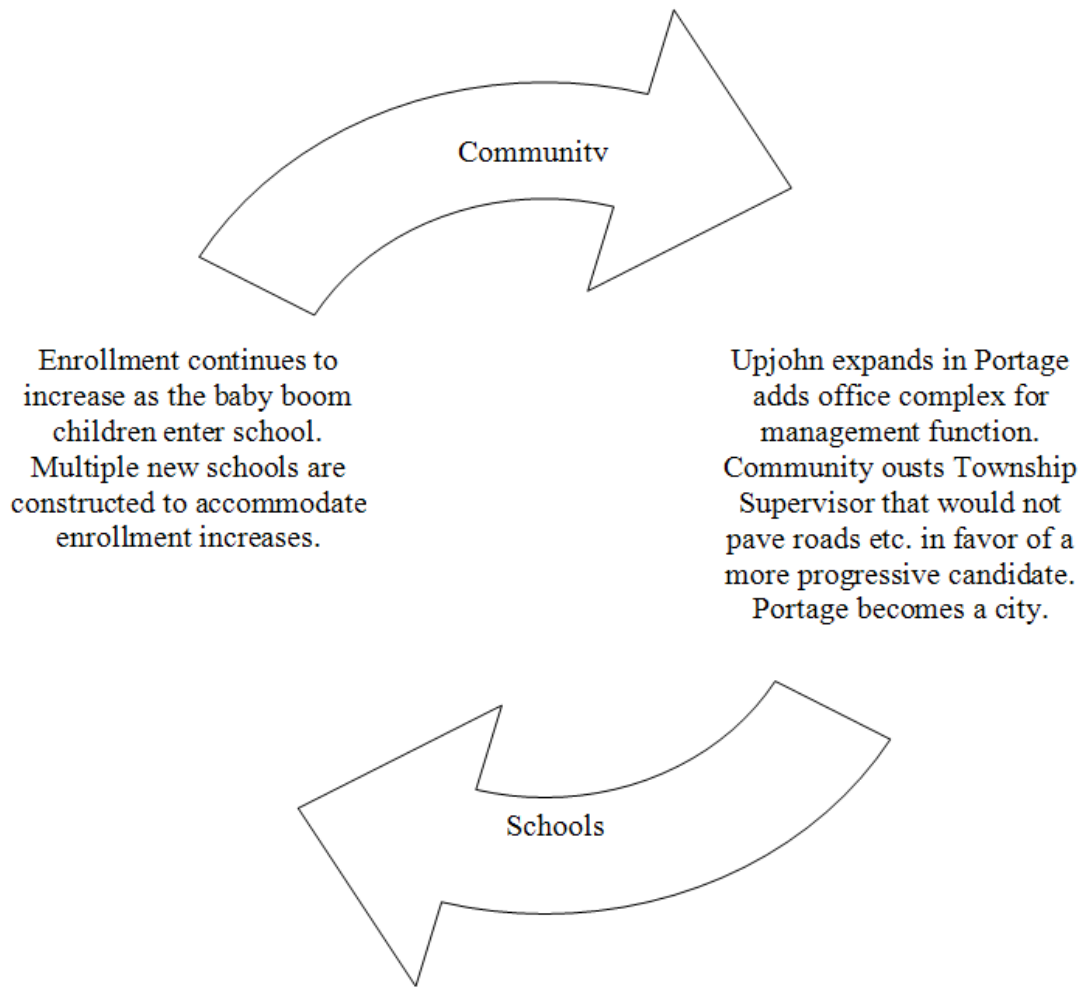 Community
Enrollment continues to
increase as the baby boom
children enter school.
Multiple new schools are
constructed to accommodate
enrollment increases.
Upjohn expands in Portage
adds office complex for
management function.
Community ousts Township
Supervisor that would not
pave roads etc. in favor of a
more progressive candidate.
Portage becomes a city.
Schools